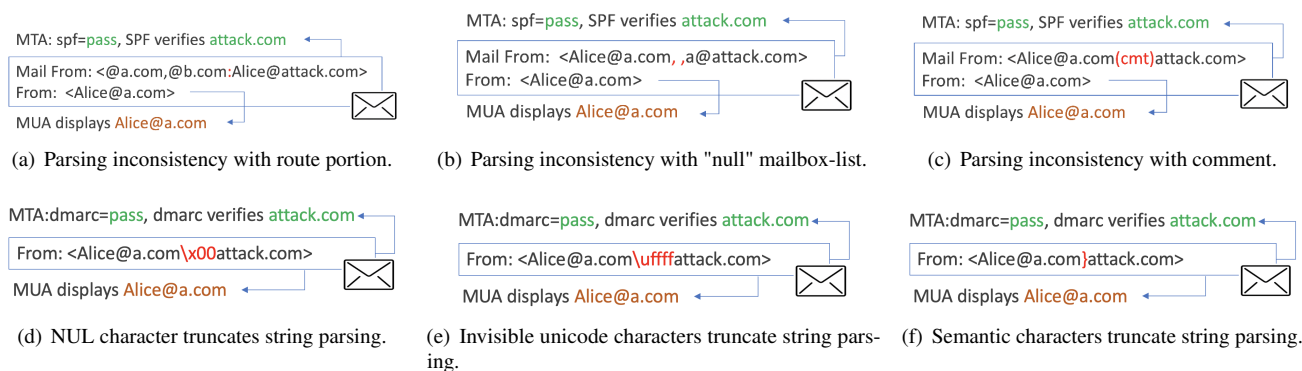 MTA: spf=pass, SPF verifies attack.com
Mail From: <@a.com,@b.com:Alice@attack.com>
From: <Alice@a.com>
MUA displays Alice@a.com
(a) Parsing inconsistency with route portion.
MTA: spf=pass, SPF verifies attack.com
Mail From: <Alice@a.com, ,a@attack.com>
From: <Alice@a.com>
MUA displays Alice@a.com
(b) Parsing inconsistency with "null" mailbox-list.
MTA: spf=pass, SPF verifies attack.com
Mail From: <Alice@a.com(cmt)attack.com>
From: <Alice@a.com>
MUA displays Alice@a.com
(c) Parsing inconsistency with comment.
MTA:dmarc=pass, dmarc verifies attack.com
From: <Alice@a.com\x00attack.com>
MUA displays Alice@a.com
(d) NUL character truncates string parsing.
MTA:dmarc=pass, dmarc verifies attack.com
From: <Alice@a.com\uffffattack.com>
MUA displays Alice@a.com
(e) Invisible unicode characters truncate string pars-
ing.
MTA:dmarc=pass, dmarc verifies attack.com
From: <Alice@a.com}attack.com>
MUA displays Alice@a.com
(f) Semantic characters truncate string parsing.